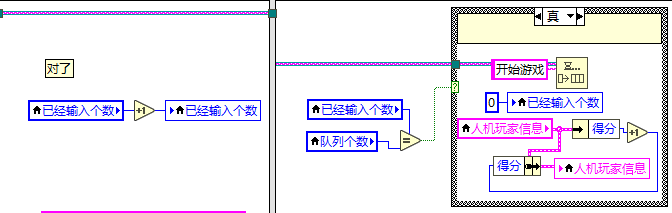 真
对了
已经输入个数
+1
已经输入个数
开始游戏
0
已经输入个数
已经输入个数
队列个数
=
?
人机玩家信息
得分
+1
得分
人机玩家信息